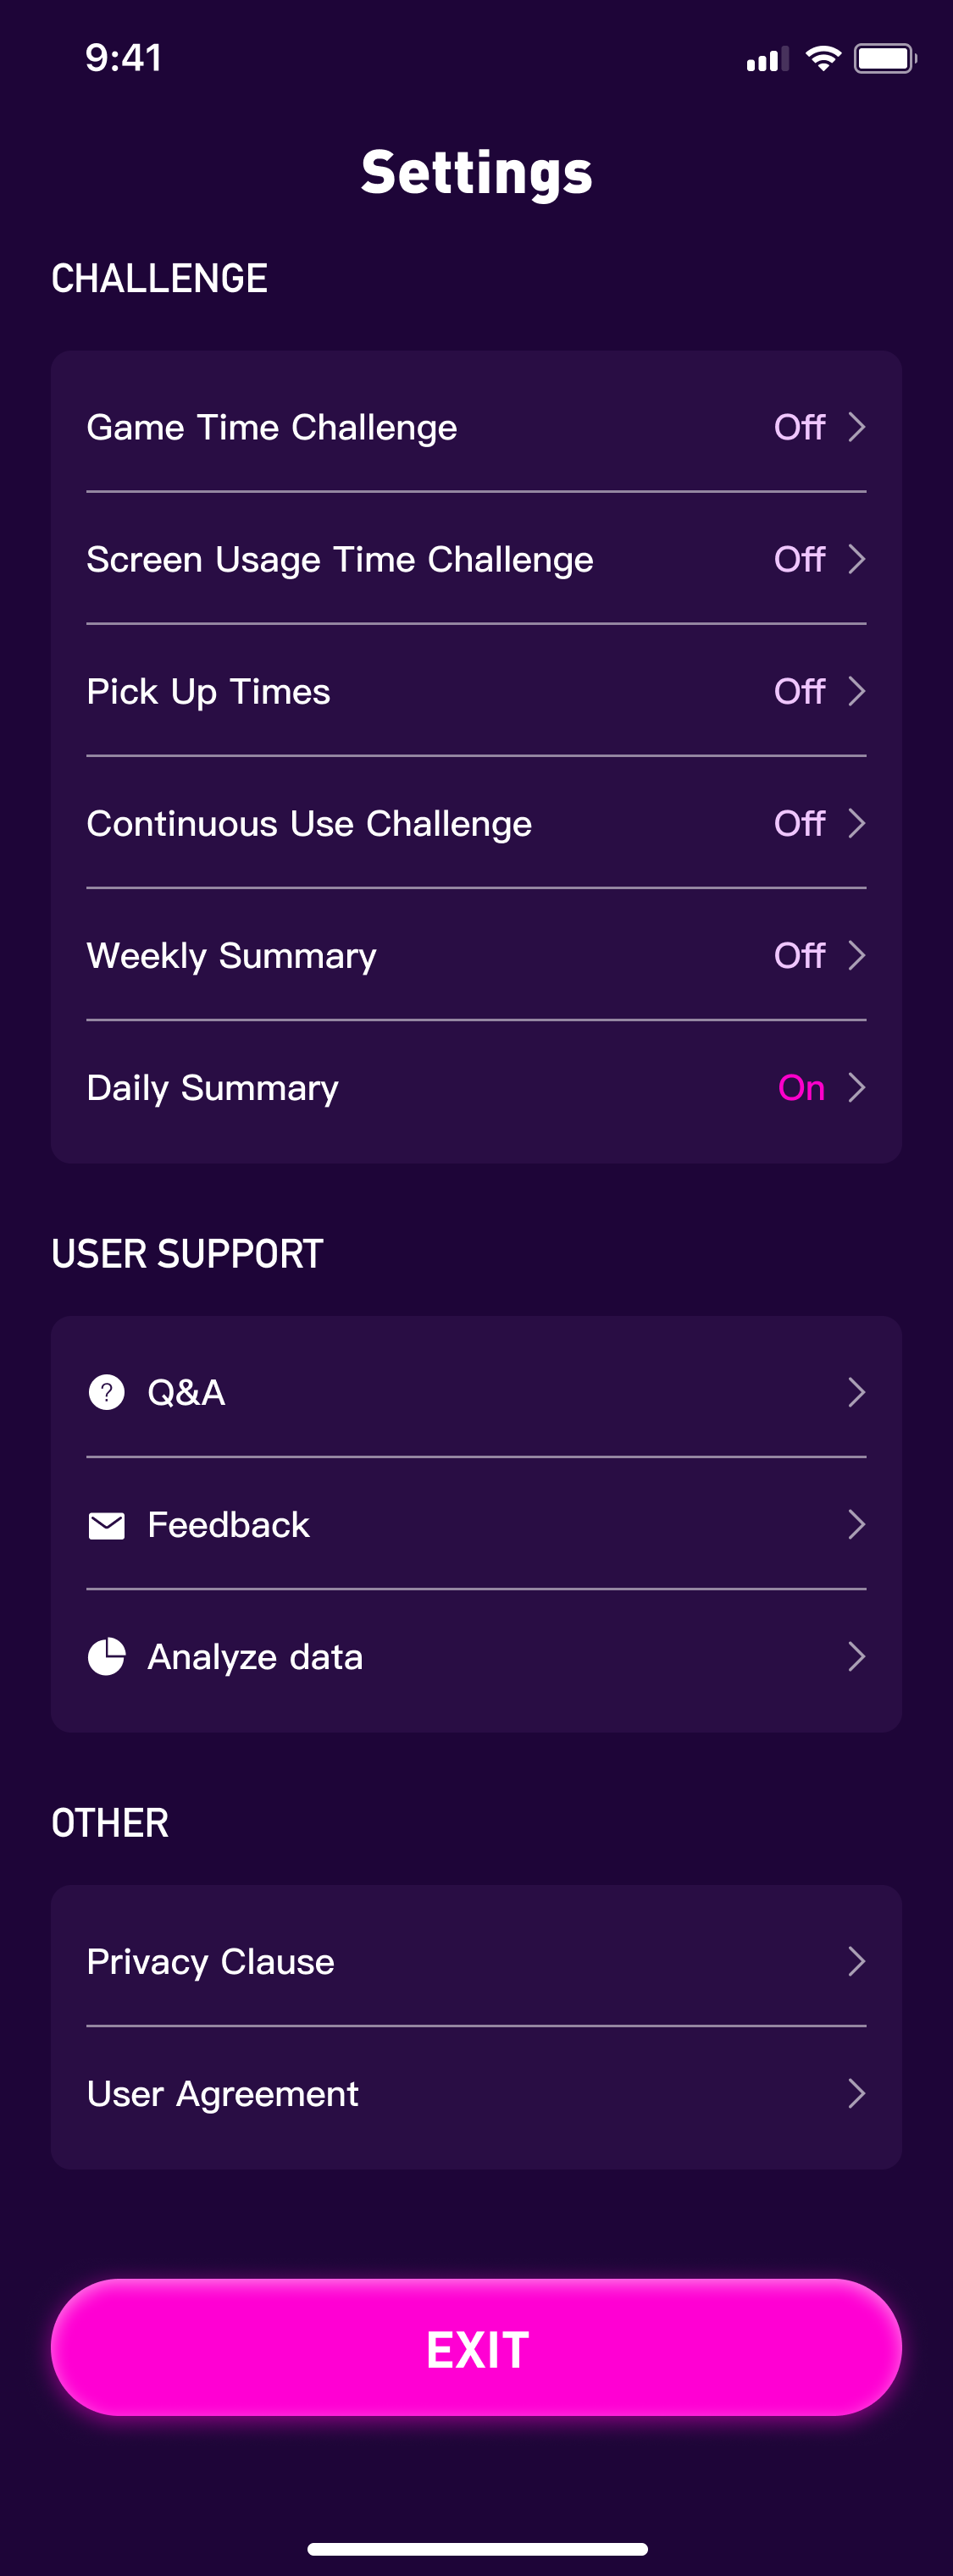 9:41
Settings
CHALLENGE
Game Time Challenge Off
Screen Usage Time Challenge Off
Pick Up Times Off
Continuous Use Challenge Off
Weekly Summary Off
Daily Summary On
USER SUPPORT
? Q&A
Feedback
Analyze data
OTHER
Privacy Clause
User Agreement
EXIT